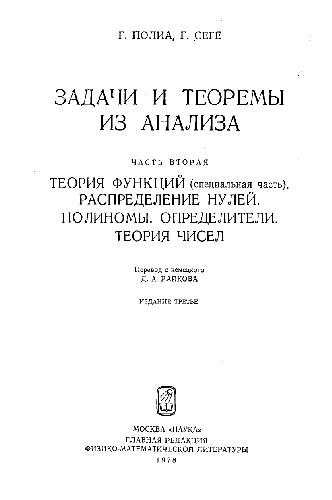 Г. ПОЛИА, Г. СЕГЕ
ЗАДАЧИ И ТЕОРЕМЫ
ИЗ АНАЛИЗА
ЧАСТЬ ВТОРАЯ
ТЕОРИЯ ФУНКЦИЙ (специальная часть).
РАСПРЕДЕЛЕНИЕ НУЛЕЙ.
ПОЛИНОМЫ. ОПРЕДЕЛИТЕЛИ.
ТЕОРИЯ ЧИСЕЛ
Перевод с немецкого
Д. А. РАЙКОВА
ИЗДАНИЕ ТРЕТЬЕ
МОСКВА «НАУКА»
ГЛАВНАЯ РЕДАКЦИЯ
ФИЗИКО-МАТЕМАТИЧЕСКОЙ ЛИТЕРАТУРЫ
1978